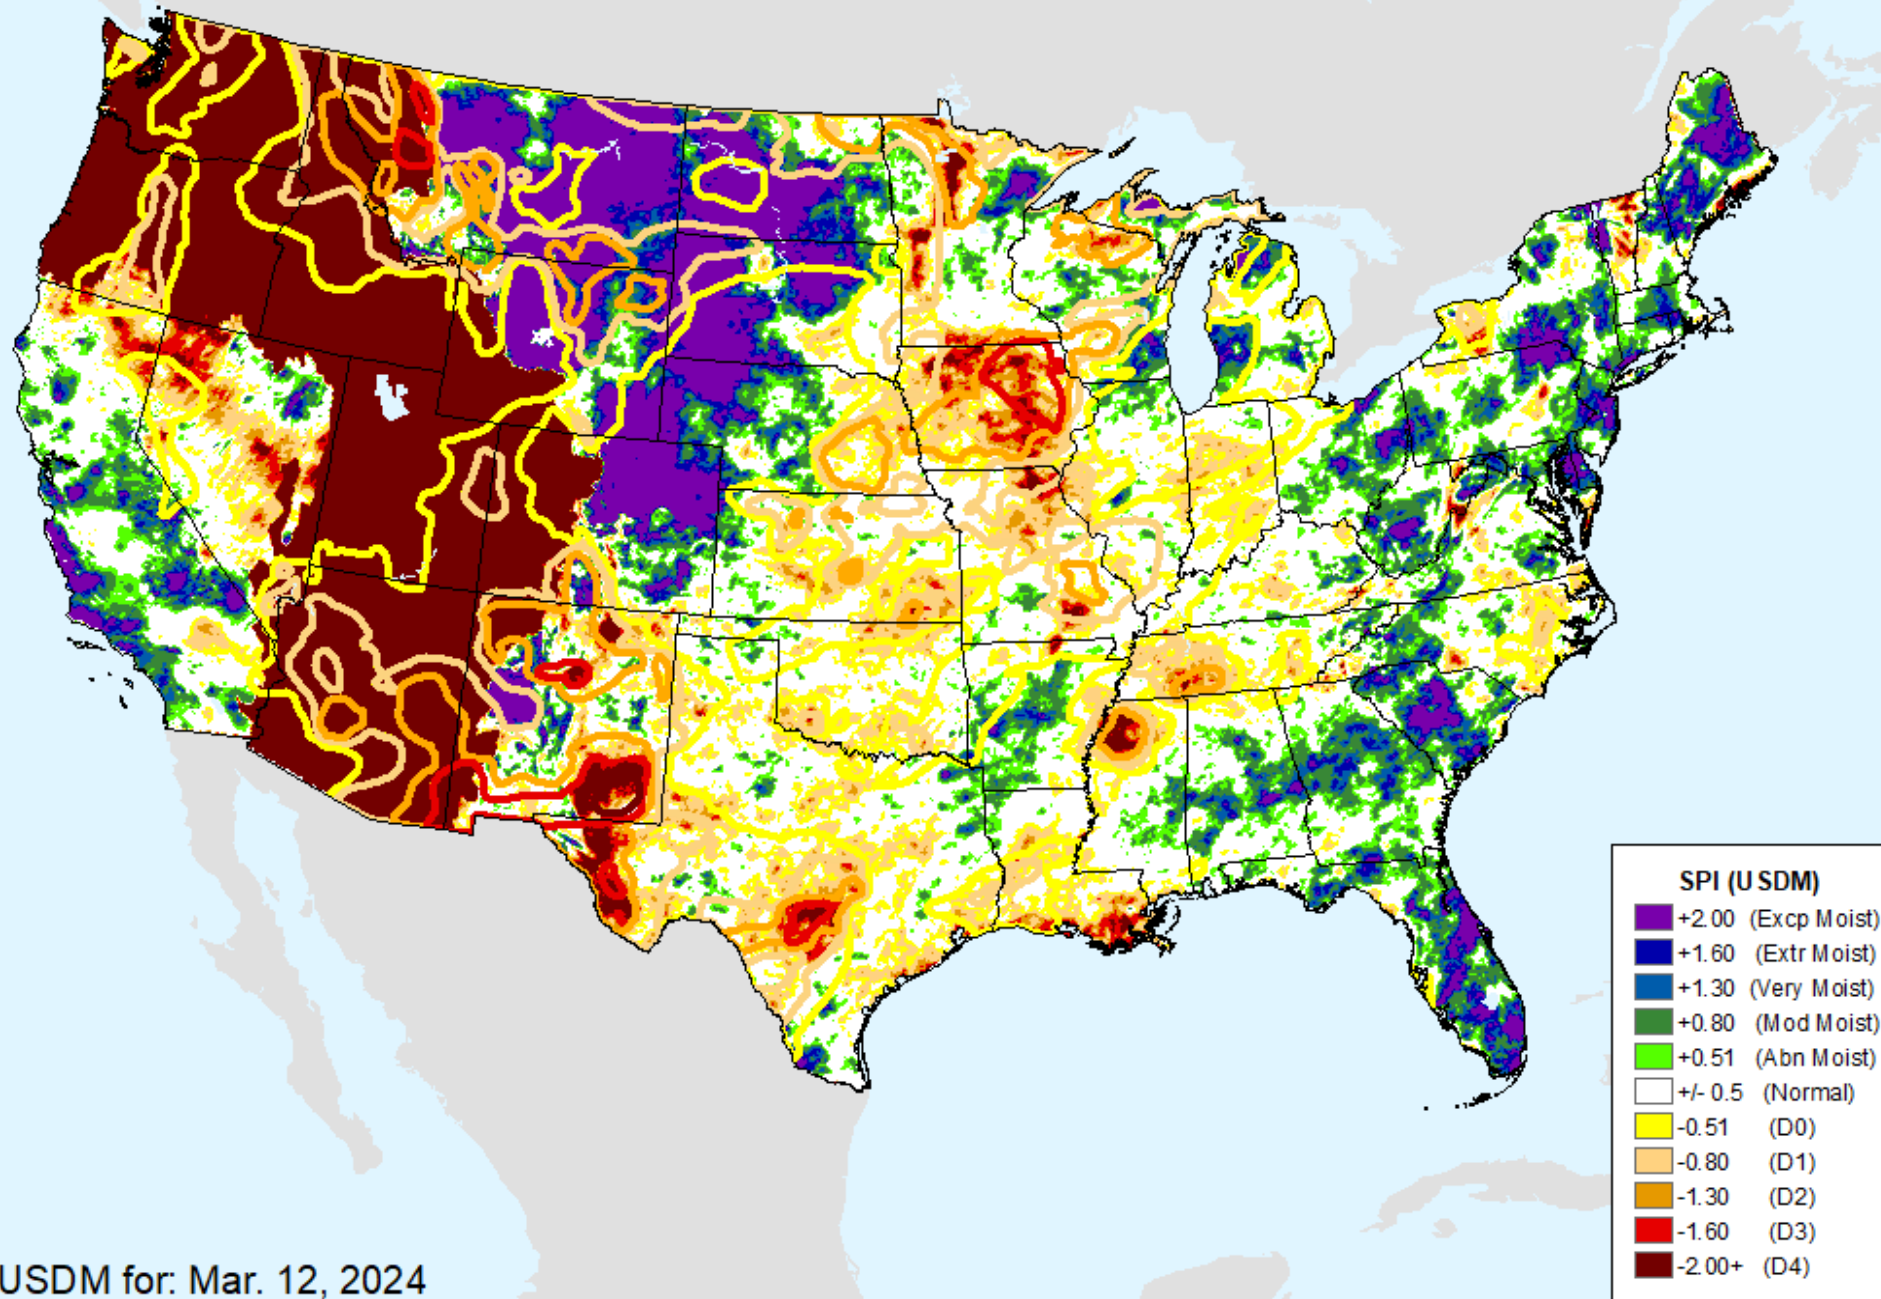 SPI (USDM)
+2.00 (Excp Moist)
+1.60 (Extr Moist)
+1.30 (Very Moist)
+0.80 (Mod Moist)
+0.51 (Abn Moist)
+/- 0.5 (Normal)
-0.51 (D0)
-0.80 (D1)
-1.30 (D2)
-1.60 (D3)
-2.00+ (D4)
USDM for: Mar. 12, 2024